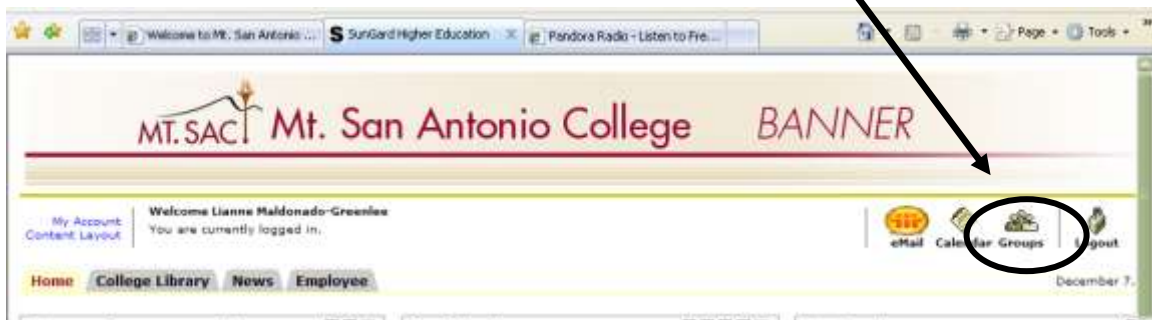 Welcome to Mt. San Antonio ... SunGard Higher Education Pandora Radio - Listen to Fre... Page Tools
MT. SAC Mt. San Antonio College BANNER
My Account
Content Layout
Welcome Lianne Maldonado-Greenlee
You are currently logged in.
eMail Calendar Groups Logout
Home College Library News Employee December 7,